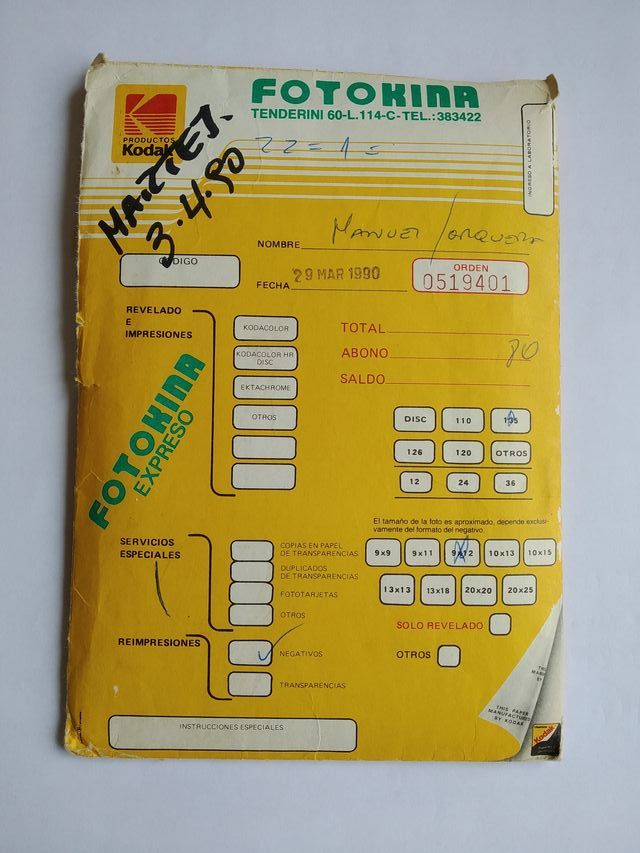 FOTOKINA
TENDERINI 60-L.114-C-TEL.:383422
PRODUCTOS
Kodak
22=1=
INGRESO A LABORATORIO
MARTES.
3.4.90
NOMBRE Manuel
CODIGO
FECHA 29 MAR 1990
ORDEN
0519401
REVELADO
E
IMPRESIONES
KODACOLOR
KODACOLOR HR
DISC
EKTACHROME
OTROS
TOTAL
ABONO 80
SALDO
FOTOKINA
EXPRESO
DISC 110 135
126 120 OTROS
12 24 36
El tamaño de la foto es aproximado, depende exclusi-
vamente del formato del negativo.
9x9 9x11 9x12 10x13 10x15
13x13 13x18 20x20 20x25
SERVICIOS
ESPECIALES
COPIAS EN PAPEL
DE TRANSPARENCIAS
DUPLICADOS
DE TRANSPARENCIAS
FOTOTARJETAS
OTROS
SOLO REVELADO
REIMPRESIONES
NEGATIVOS
TRANSPARENCIAS
OTROS
INSTRUCCIONES ESPECIALES
THIS PAPER
MANUFACTURED
BY KODAK
Kodak